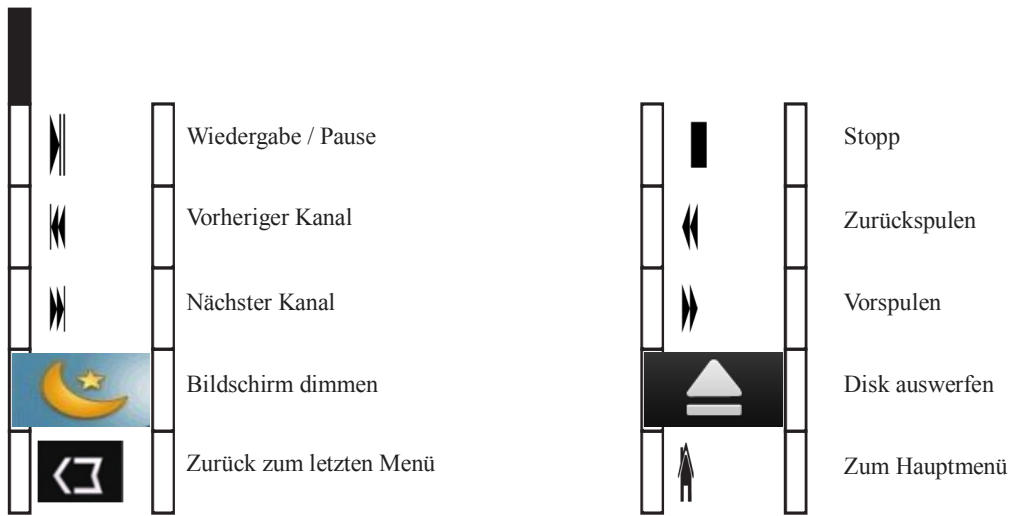 Wiedergabe / Pause
Stopp
Vorheriger Kanal
Zurückspulen
Nächster Kanal
Vorspulen
Bildschirm dimmen
Disk auswerfen
Zurück zum letzten Menü
Zum Hauptmenü